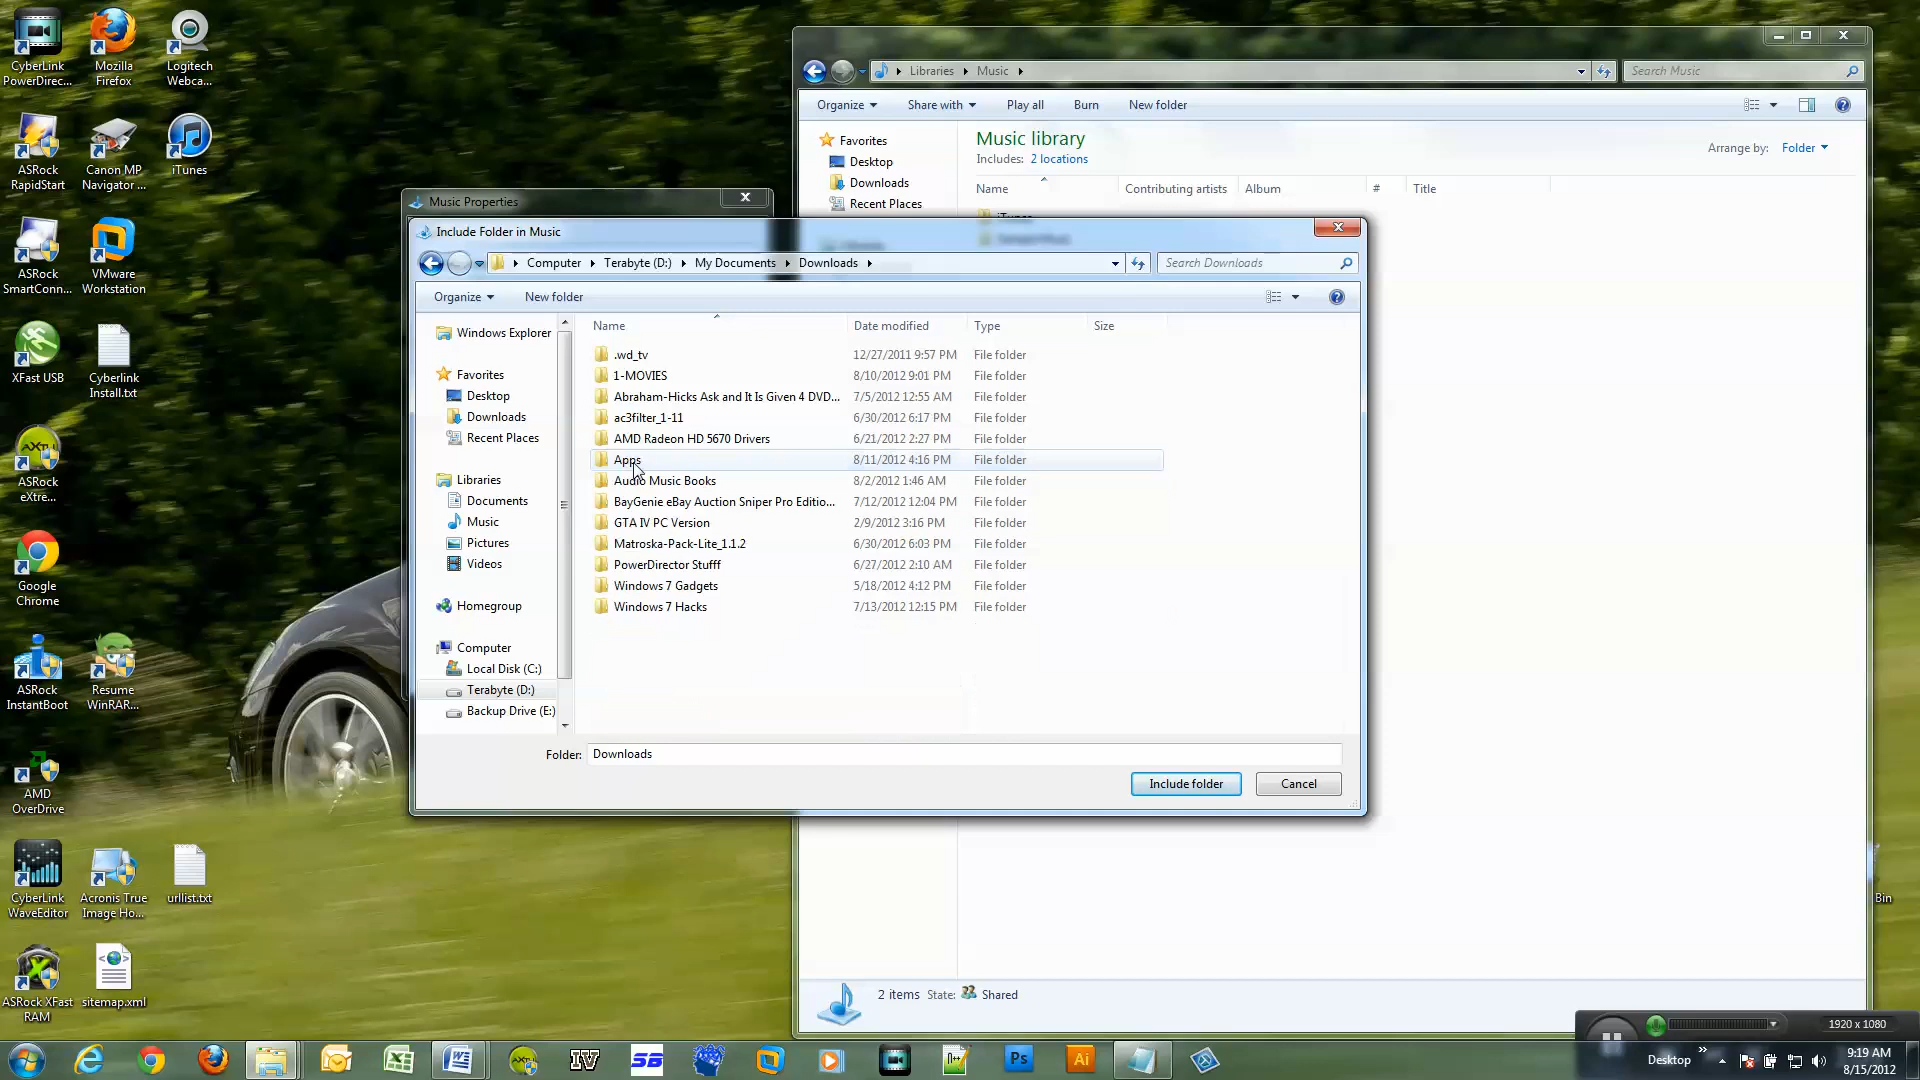 CyberLink
PowerDirec...
Mozilla
Firefox
Logitech
Webca...
ASRock
RapidStart
Canon MP
Navigator ...
iTunes
ASRock
SmartConn...
VMware
Workstation
XFast USB
Cyberlink
Install.txt
ASRock
eXtre...
Google
Chrome
ASRock
InstantBoot
Resume
WinRAR...
AMD
OverDrive
CyberLink
WaveEditor
Acronis True
Image Ho...
urllist.txt
ASRock XFast
RAM
sitemap.xml
Libraries
Music
Search Music
Organize
Share with
Play all
Burn
New folder
Favorites
Desktop
Downloads
Recent Places
Music library
Includes: 2 locations
Arrange by: Folder
Name
Contributing artists
Album
#
Title
iTunes
Music Properties
Include Folder in Music
Computer
Terabyte (D:)
My Documents
Downloads
Search Downloads
Organize
New folder
Windows Explorer
Favorites
Desktop
Downloads
Recent Places
Libraries
Documents
Music
Pictures
Videos
Homegroup
Computer
Local Disk (C:)
Terabyte (D:)
Backup Drive (E:)
Name Date modified Type Size
.wd_tv 12/27/2011 9:57 PM File folder
1-MOVIES 8/10/2012 9:01 PM File folder
Abraham-Hicks Ask and It Is Given 4 DVD... 7/5/2012 12:55 AM File folder
ac3filter_1-11 6/30/2012 6:17 PM File folder
AMD Radeon HD 5670 Drivers 6/21/2012 2:27 PM File folder
Apps 8/11/2012 4:16 PM File folder
Audio Music Books 8/2/2012 1:46 AM File folder
BayGenie eBay Auction Sniper Pro Editio... 7/12/2012 12:04 PM File folder
GTA IV PC Version 2/9/2012 3:16 PM File folder
Matroska-Pack-Lite_1.1.2 6/30/2012 6:03 PM File folder
PowerDirector Stufff 6/27/2012 2:10 AM File folder
Windows 7 Gadgets 5/18/2012 4:12 PM File folder
Windows 7 Hacks 7/13/2012 12:15 PM File folder
Folder: Downloads
Include folder
Cancel
Bin
2 items State: Shared
1920 x 1080
IV
SB
Ps
Ai
Desktop
9:19 AM
8/15/2012